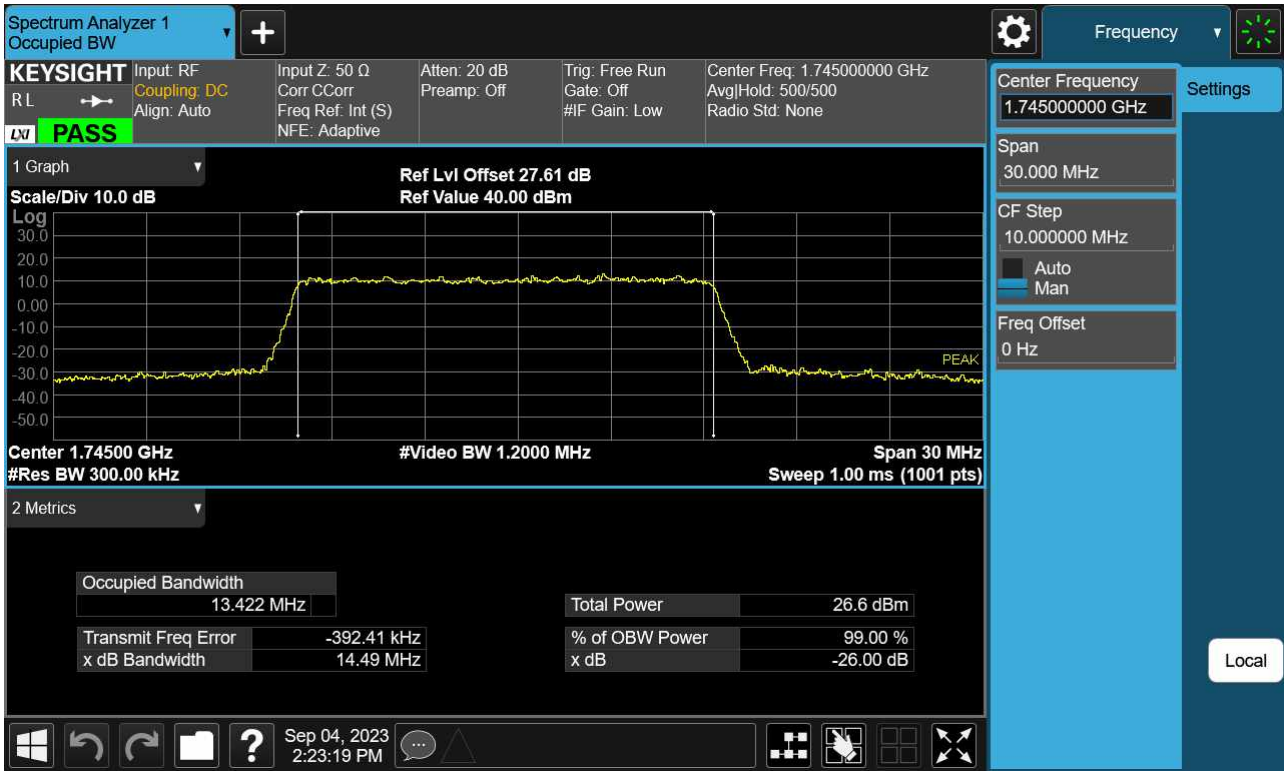 Spectrum Analyzer 1
Occupied BW
+
Frequency
KEYSIGHT
R L
LXI
PASS
Input: RF
Coupling: DC
Align: Auto
Input Z: 50 Ω
Corr CCorr
Freq Ref: Int (S)
NFE: Adaptive
Atten: 20 dB
Preamp: Off
Trig: Free Run
Gate: Off
#IF Gain: Low
Center Freq: 1.745000000 GHz
Avg|Hold: 500/500
Radio Std: None
Center Frequency
1.745000000 GHz
Settings
Span
30.000 MHz
CF Step
10.000000 MHz
Auto
Man
Freq Offset
0 Hz
Local
1 Graph
Scale/Div 10.0 dB
Ref Lvl Offset 27.61 dB
Ref Value 40.00 dBm
Log
30.0
20.0
10.0
0.00
-10.0
-20.0
-30.0
-40.0
-50.0
PEAK
Center 1.74500 GHz
#Video BW 1.2000 MHz
Span 30 MHz
#Res BW 300.00 kHz
Sweep 1.00 ms (1001 pts)
2 Metrics
Occupied Bandwidth
13.422 MHz
Total Power 26.6 dBm
Transmit Freq Error -392.41 kHz
% of OBW Power 99.00 %
x dB Bandwidth 14.49 MHz
x dB -26.00 dB
?
Sep 04, 2023
2:23:19 PM